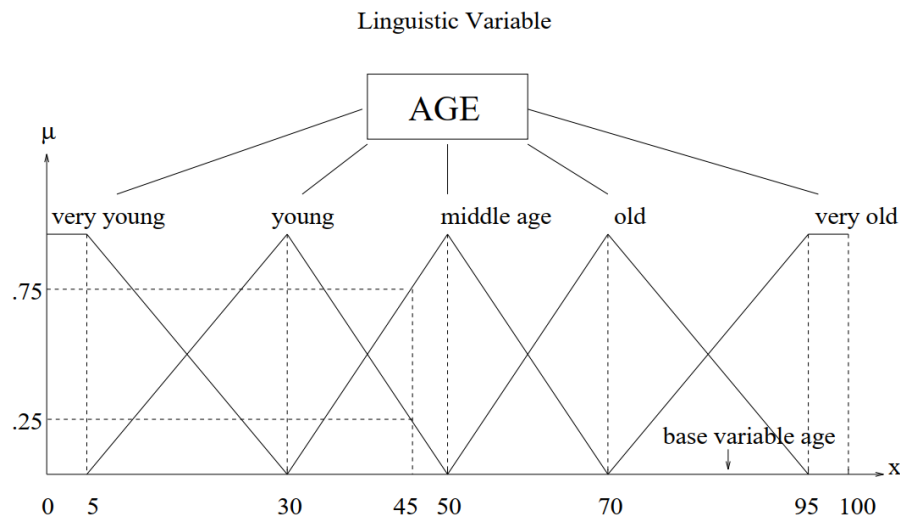 Linguistic Variable
AGE
μ
very young young middle age old very old
.75
.25
base variable age
x
0 5 30 45 50 70 95 100